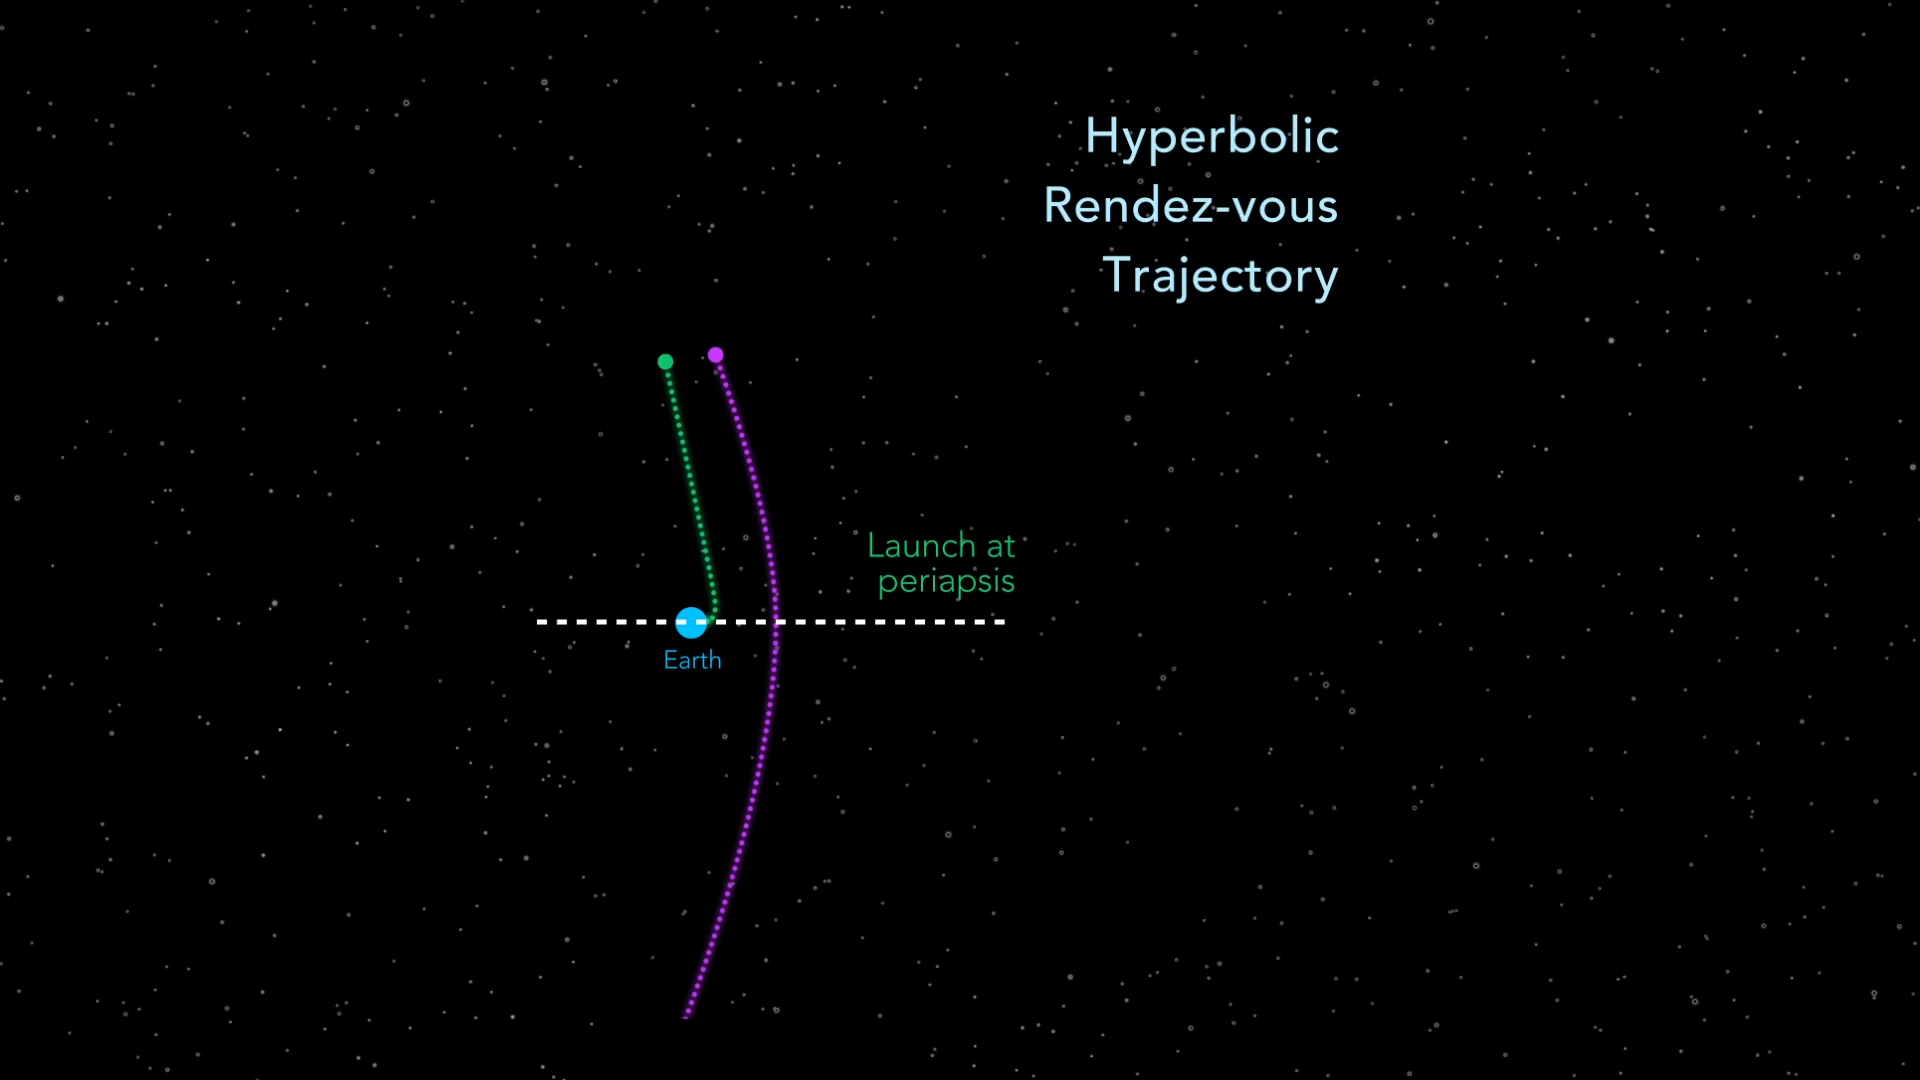 Hyperbolic
Rendez-vous
Trajectory
Launch at
periapsis
Earth